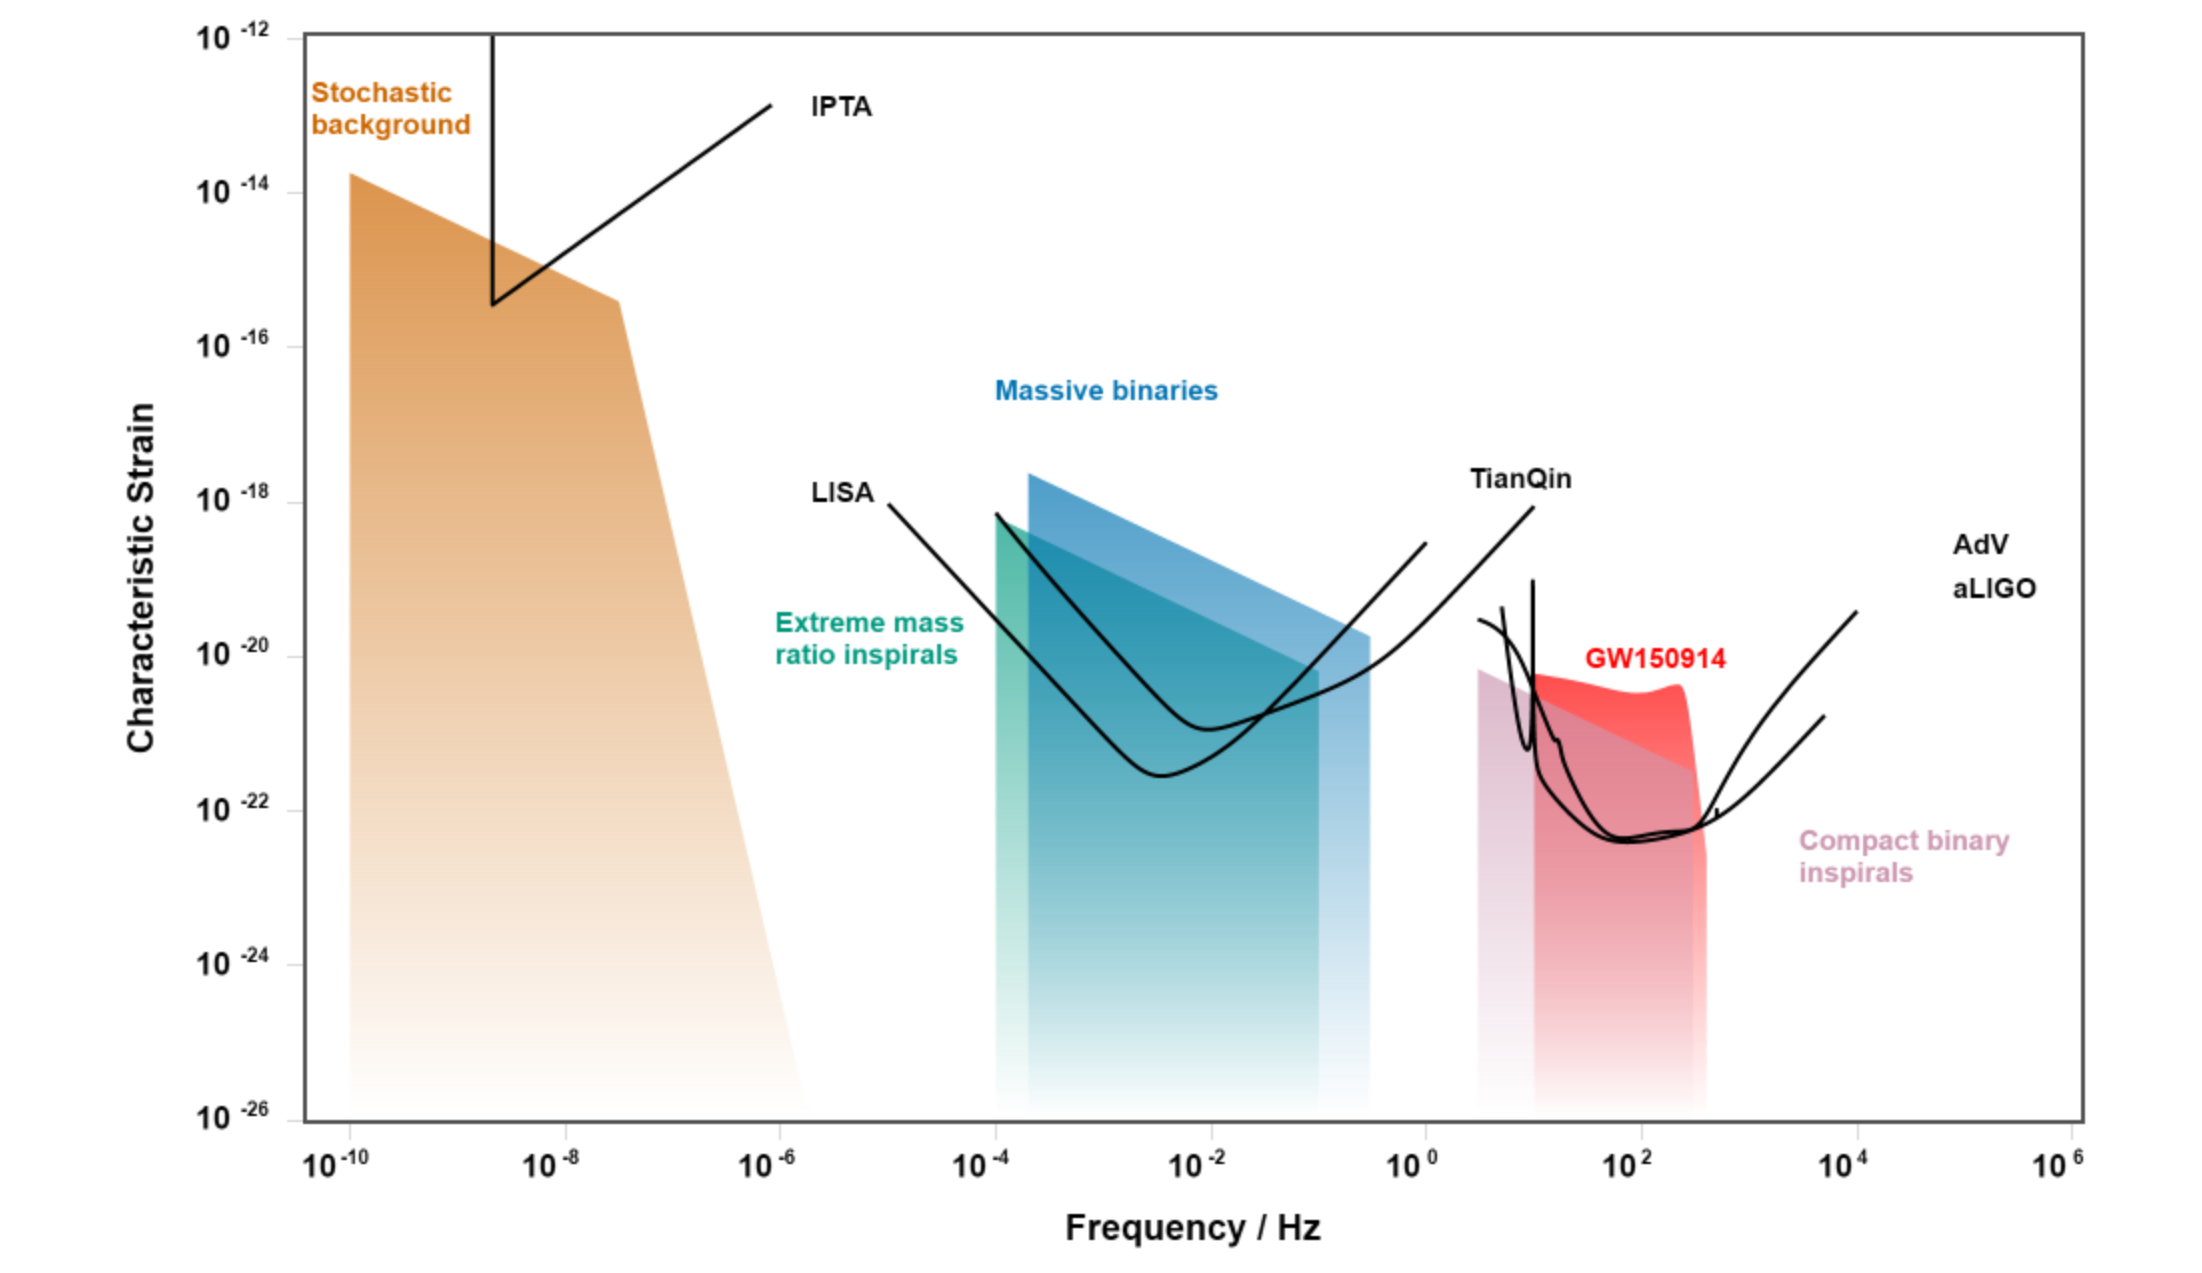 10 -12
Stochastic
background
IPTA
10 -14
10 -16
Massive binaries
10 -18
LISA
TianQin
AdV
aLIGO
Extreme mass
ratio inspirals
10 -20
GW150914
10 -22
Compact binary
inspirals
10 -24
10 -26
Characteristic Strain
10 -10
10 -8
10 -6
10 -4
10 -2
10 0
10 2
10 4
10 6
Frequency / Hz